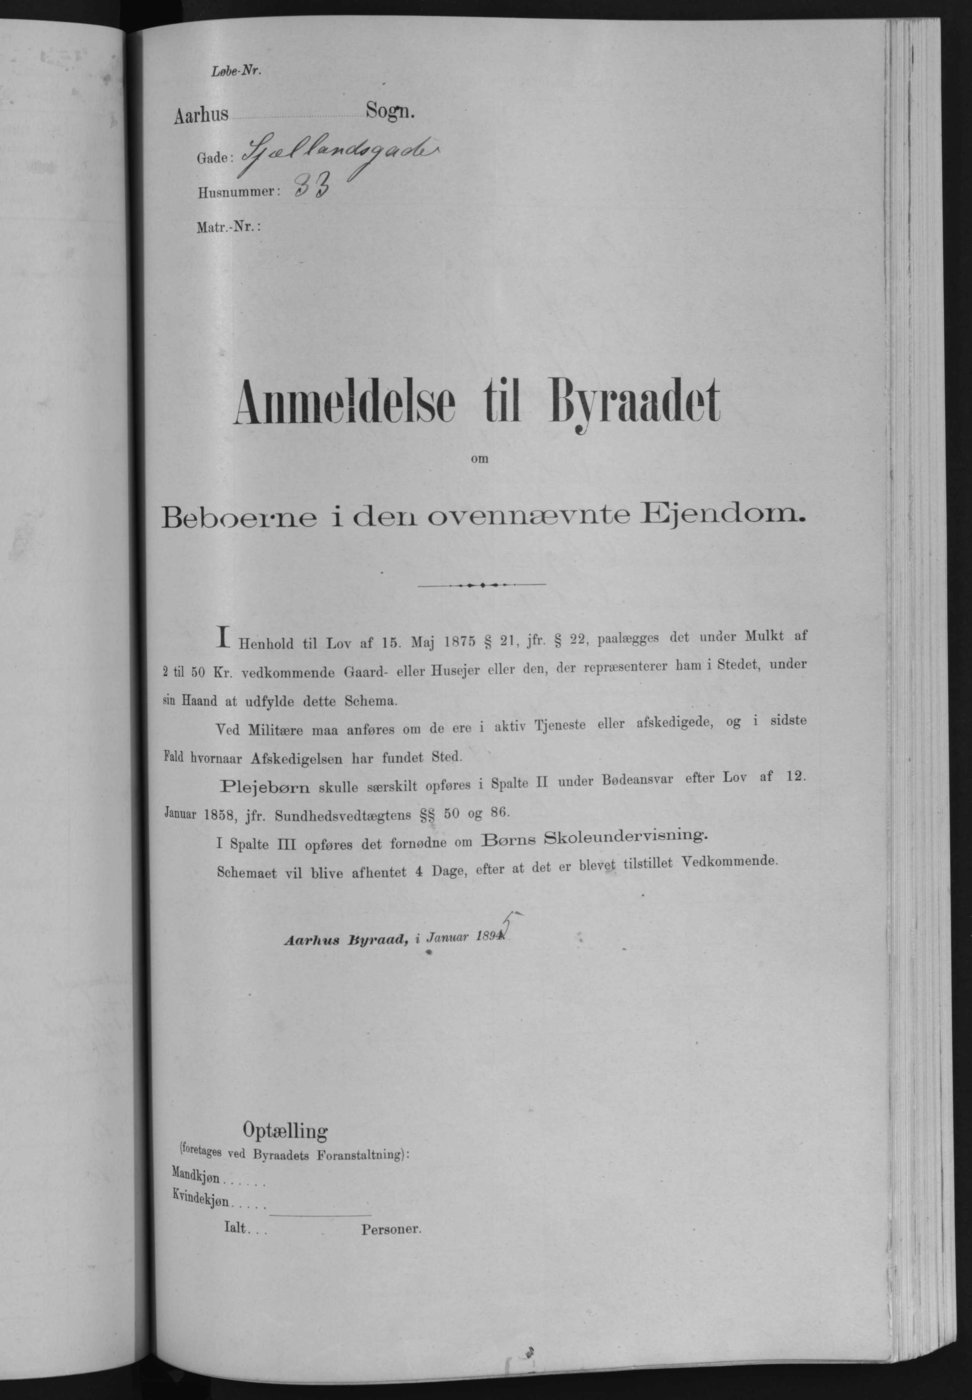 Løbe-Nr.
Aarhus Sogn.
Gade: Sjællandsgade
Husnummer: 33
Matr.-Nr.:
Anmeldelse til Byraadet
om
Beboerne i den ovennævnte Ejendom.
I Henhold til Lov af 15. Maj 1875 § 21, jfr. § 22, paalægges det under Mulkt af
2 til 50 Kr. vedkommende Gaard- eller Husejer eller den, der repræsenterer ham i Stedet, under
sin Haand at udfylde dette Schema.
Ved Militære maa anføres om de ere i aktiv Tjeneste eller afskedigede, og i sidste
Fald hvornaar Afskedigelsen har fundet Sted.
Plejebørn skulle særskilt opføres i Spalte II under Bødeansvar efter Lov af 12.
Januar 1858, jfr. Sundhedsvedtægtens §§ 50 og 86.
I Spalte III opføres det fornødne om Børns Skoleundervisning.
Schemaet vil blive afhentet 4 Dage, efter at det er blevet tilstillet Vedkommende.
Aarhus Byraad, i Januar 1895
Optælling
(foretages ved Byraadets Foranstaltning):
Mandkjøn......
Kvindekjøn.....
Ialt... Personer.